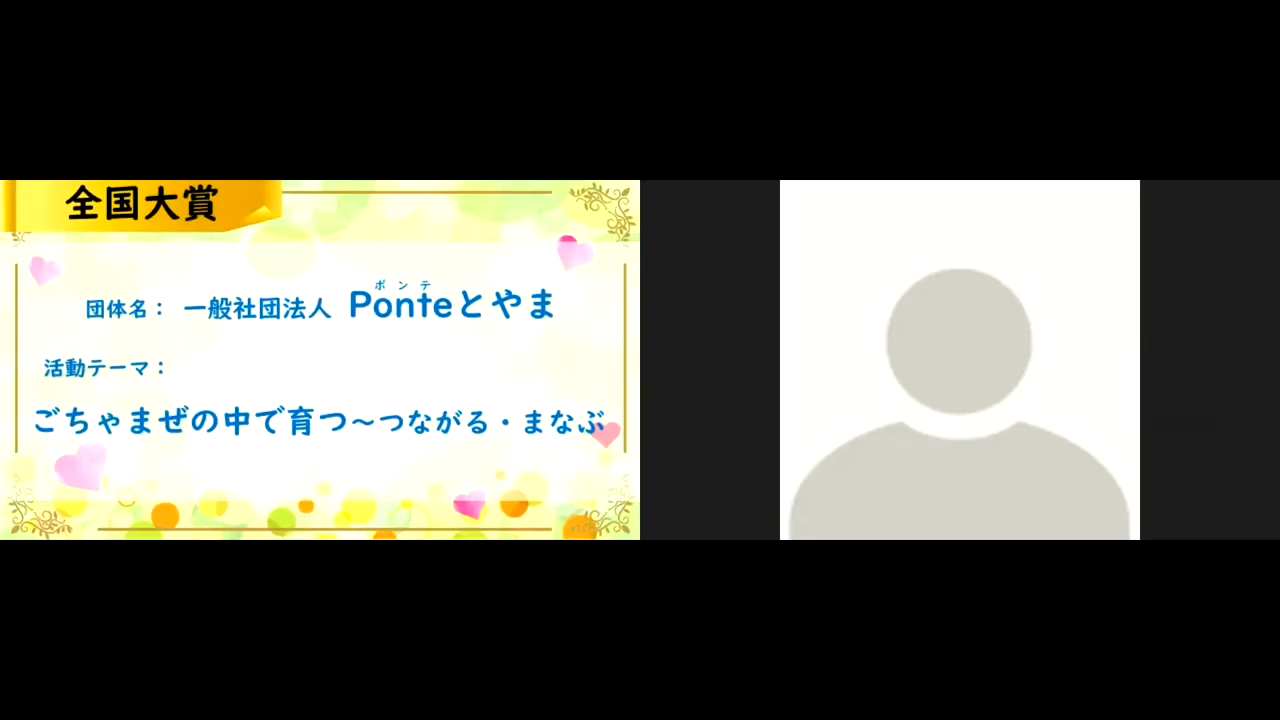 全国大賞
ポンテ
団体名： 一般社団法人 Ponteとやま
活動テーマ：
ごちゃまぜの中で育つ～つながる・まなぶ